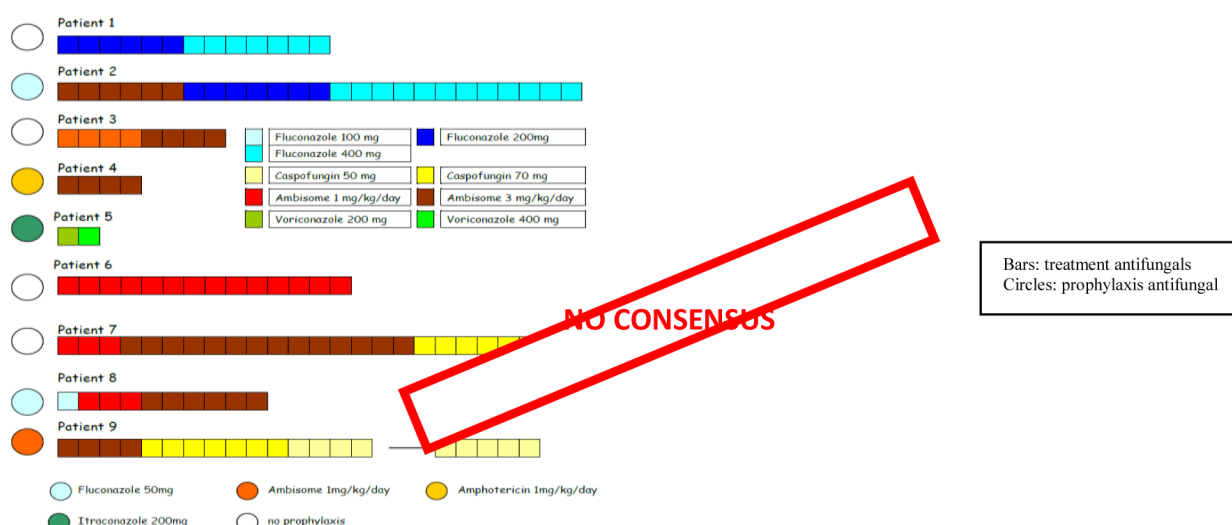 Patient 1
Patient 2
Patient 3
Fluconazole 100 mg
Fluconazole 200mg
Fluconazole 400 mg
Patient 4
Caspofungin 50 mg
Caspofungin 70 mg
Ambisome 1 mg/kg/day
Ambisome 3 mg/kg/day
Patient 5
Voriconazole 200 mg
Voriconazole 400 mg
Patient 6
Bars: treatment antifungals
Circles: prophylaxis antifungal
NO CONSENSUS
Patient 7
Patient 8
Patient 9
Fluconazole 50mg
Ambisome 1mg/kg/day
Amphotericin 1mg/kg/day
Itraconazole 200mg
no prophylaxis